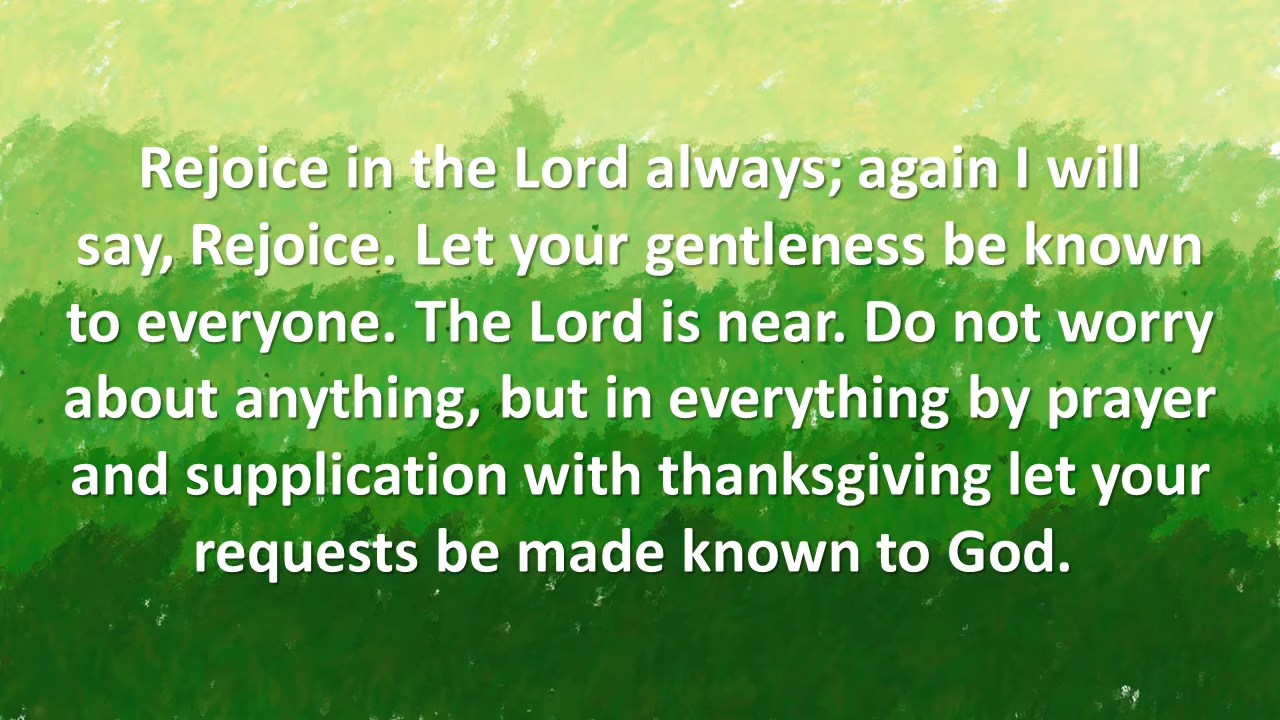 Rejoice in the Lord always; again I will
say, Rejoice. Let your gentleness be known
to everyone. The Lord is near. Do not worry
about anything, but in everything by prayer
and supplication with thanksgiving let your
requests be made known to God.